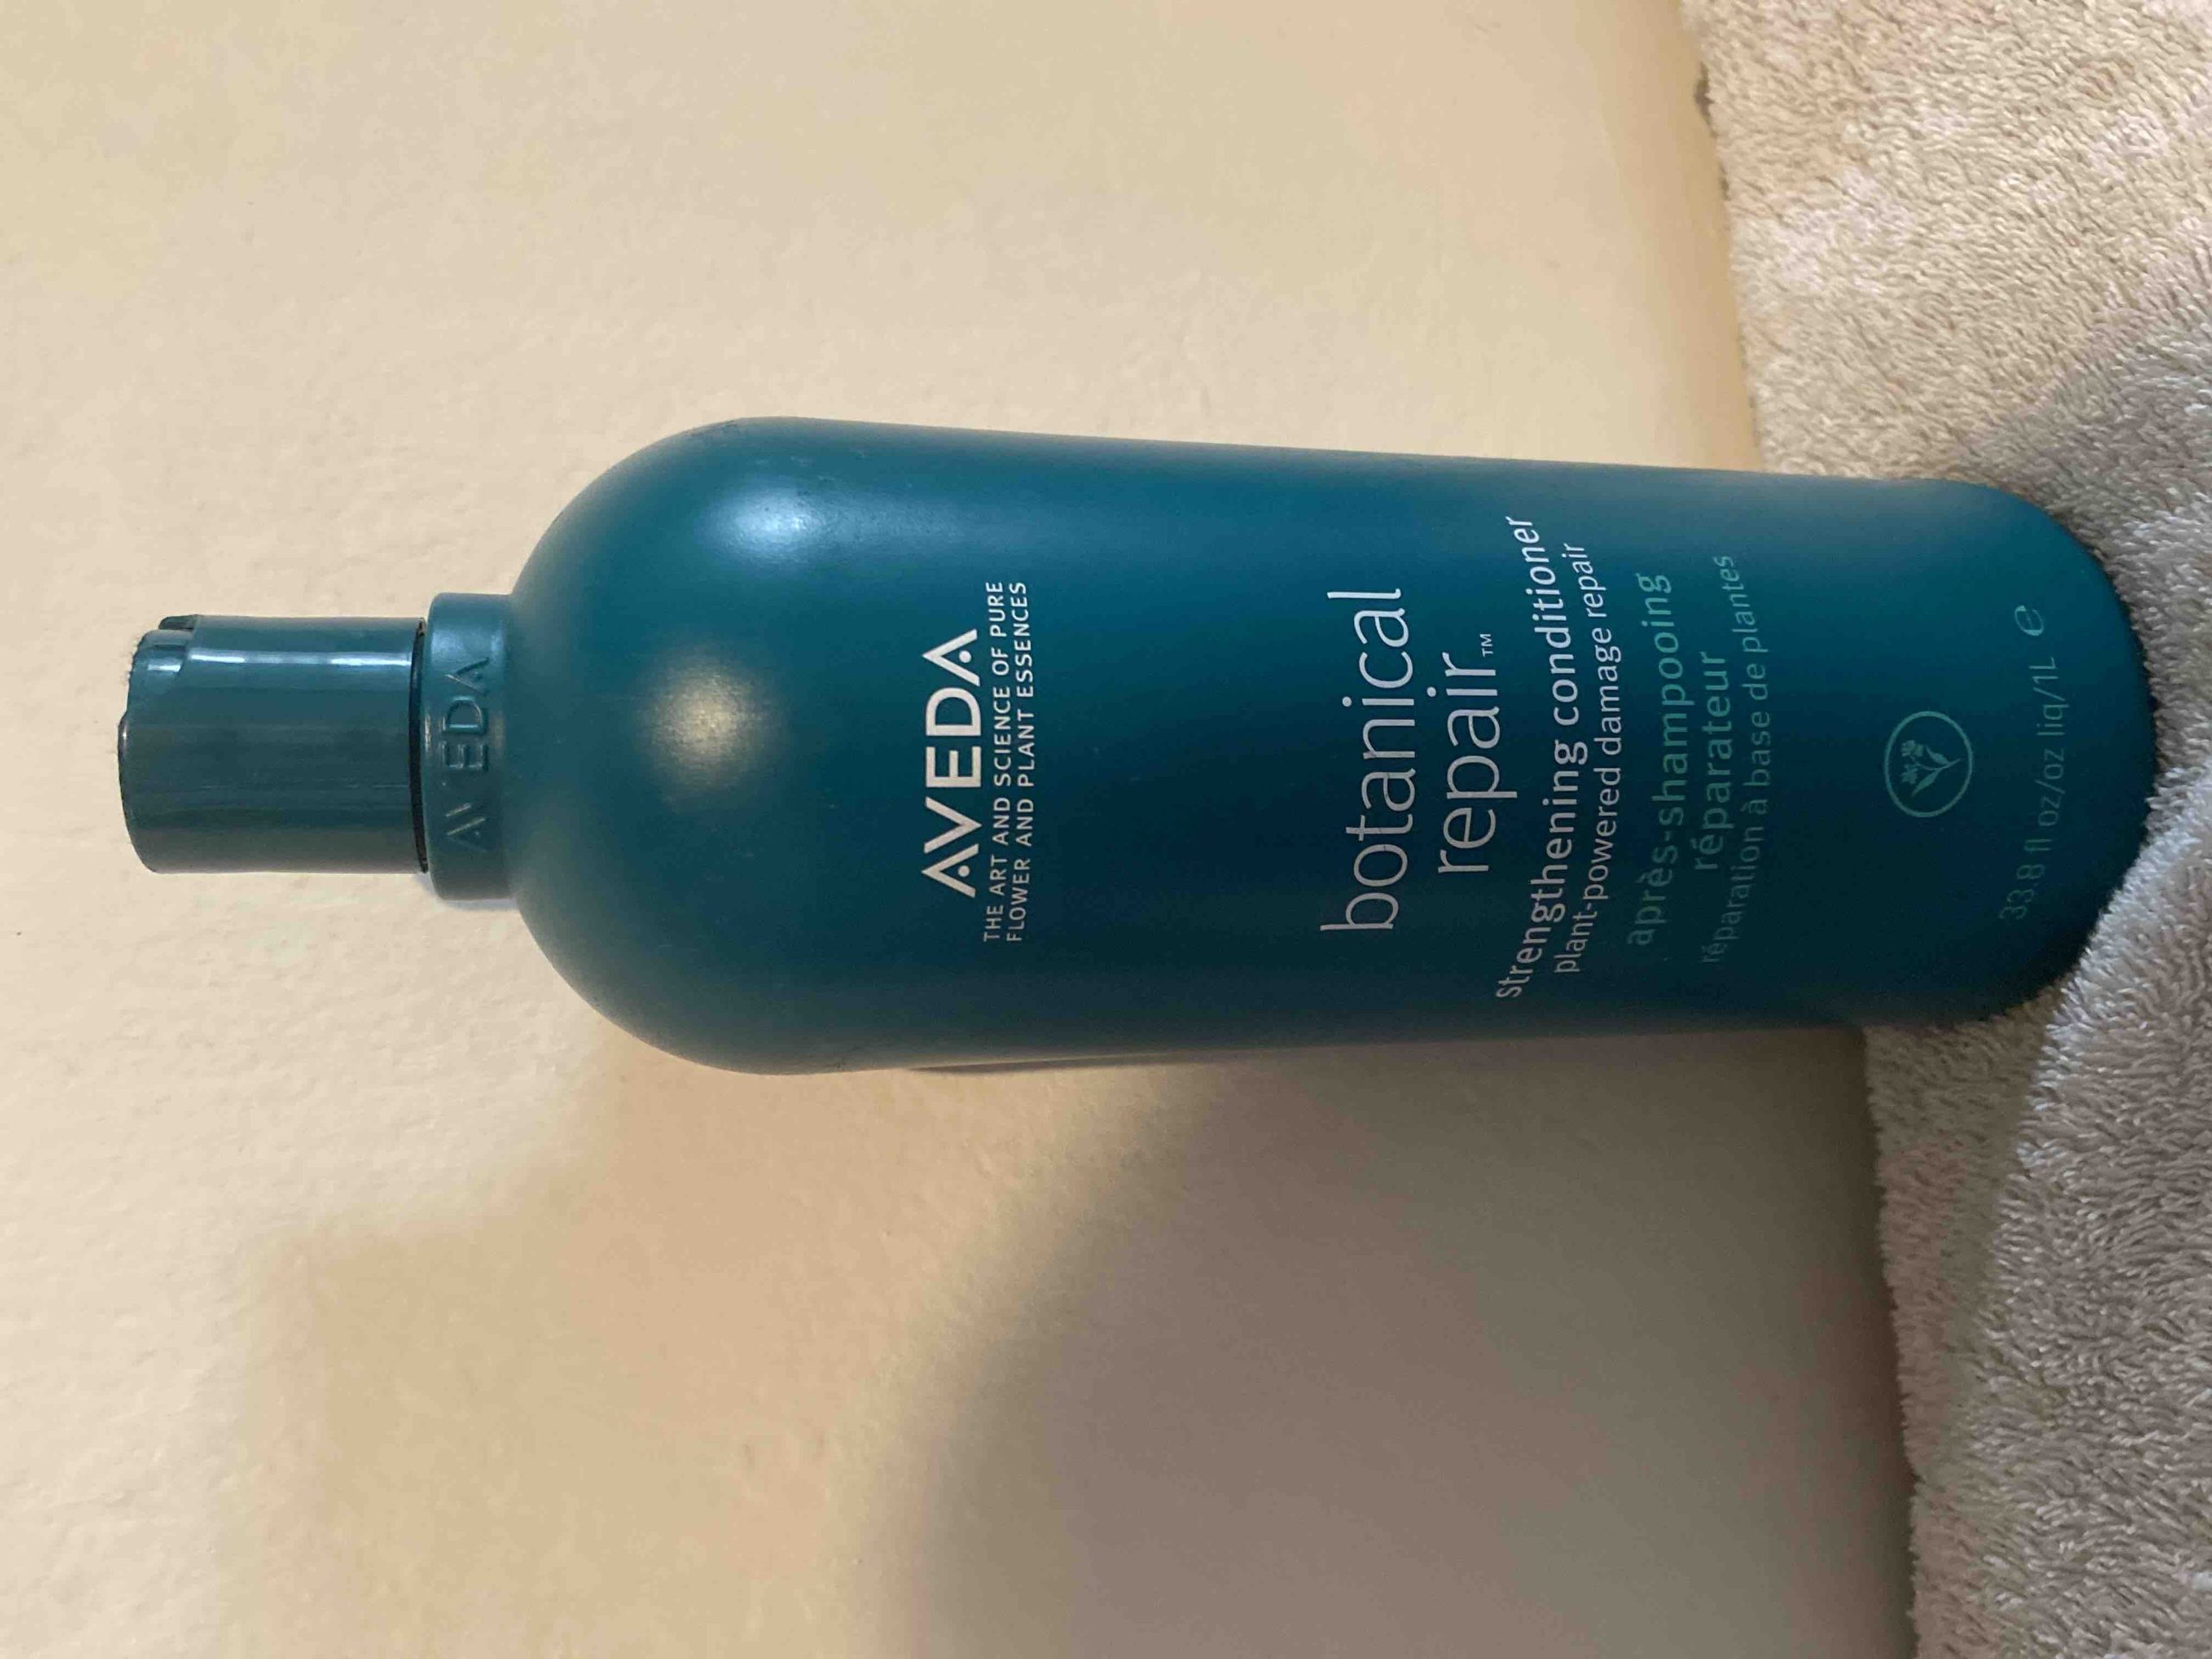 AVEDA
AVEDA
THE ART AND SCIENCE OF PURE
FLOWER AND PLANT ESSENCES
botanical
repair™
strengthening conditioner
plant-powered damage repair
après-shampooing
réparateur
réparation à base de plantes
33.8 fl oz/oz liq/1L ℮